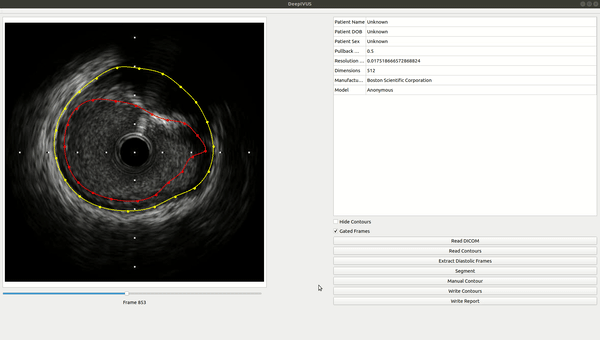 DeepIVUS
Patient Name Unknown
Patient DOB Unknown
Patient Sex Unknown
Pullback ... 0.5
Resolution ... 0.017518666572868824
Dimensions 512
Manufactu... Boston Scientific Corporation
Model Anonymous
Hide Contours
Gated Frames
Read DICOM
Read Contours
Extract Diastolic Frames
Segment
Manual Contour
Write Contours
Write Report
Frame 853